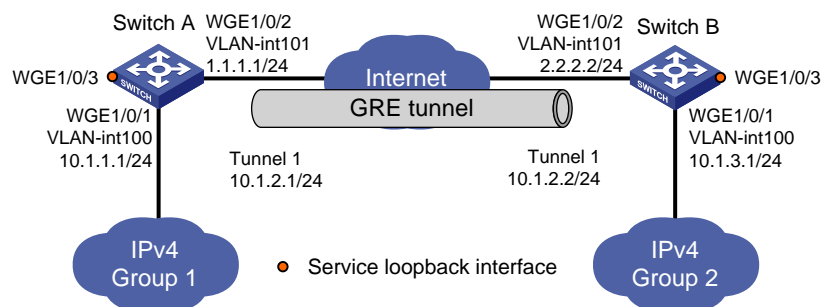 Switch A
WGE1/0/2
VLAN-int101
1.1.1.1/24
WGE1/0/2
VLAN-int101
2.2.2.2/24
Switch B
WGE1/0/3
SWITCH
Internet
SWITCH
WGE1/0/3
GRE tunnel
WGE1/0/1
VLAN-int100
10.1.1.1/24
Tunnel 1
10.1.2.1/24
Tunnel 1
10.1.2.2/24
WGE1/0/1
VLAN-int100
10.1.3.1/24
IPv4
Group 1
Service loopback interface
IPv4
Group 2